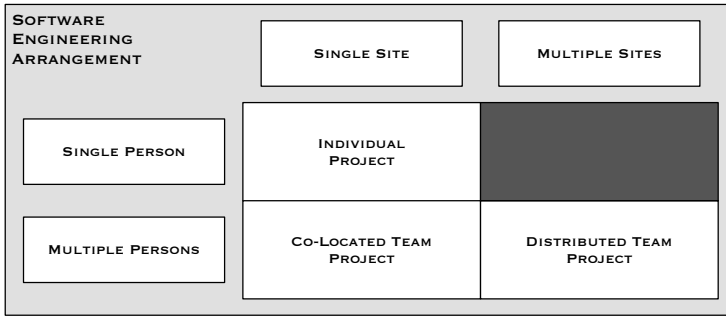 SOFTWARE
ENGINEERING
ARRANGEMENT
SINGLE SITE
MULTIPLE SITES
SINGLE PERSON
INDIVIDUAL
PROJECT
MULTIPLE PERSONS
CO-LOCATED TEAM
PROJECT
DISTRIBUTED TEAM
PROJECT